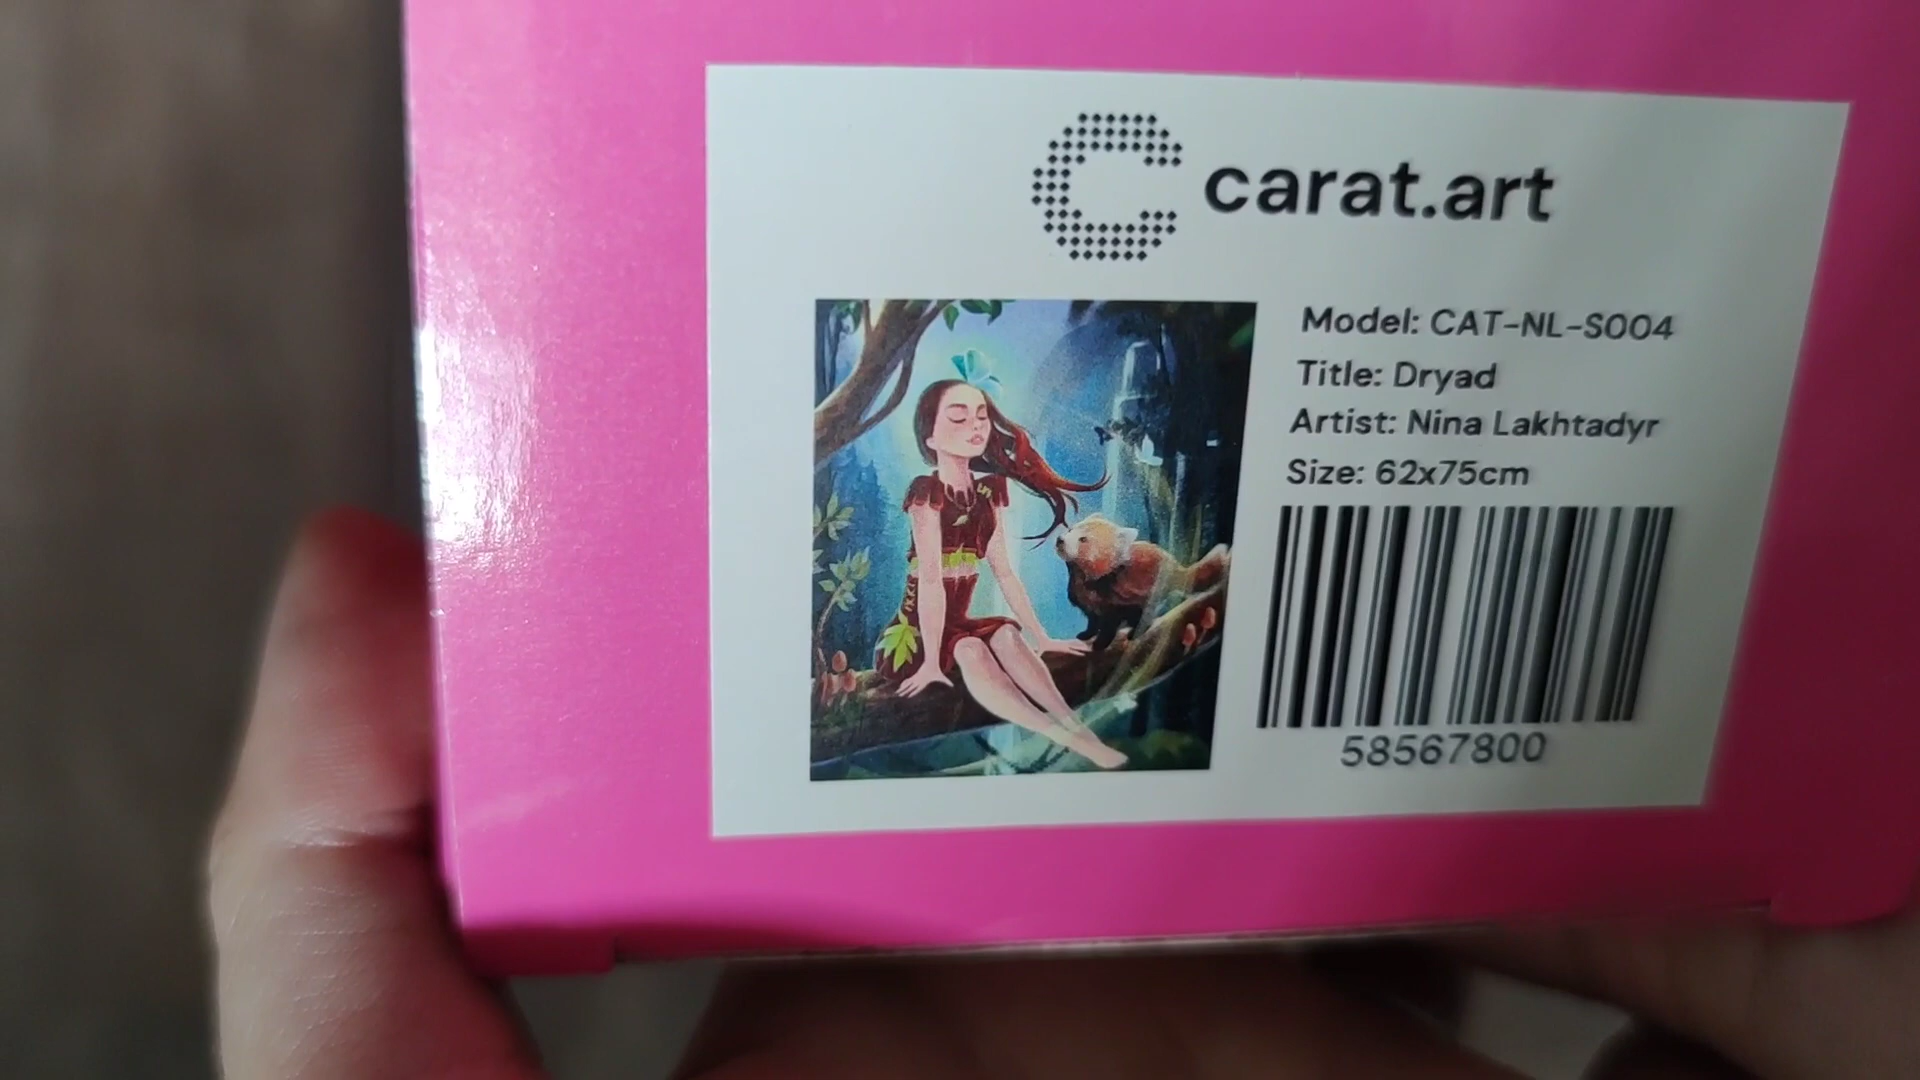 carat.art
Model: CAT-NL-S004
Title: Dryad
Artist: Nina Lakhtadyr
Size: 62x75cm
58567800